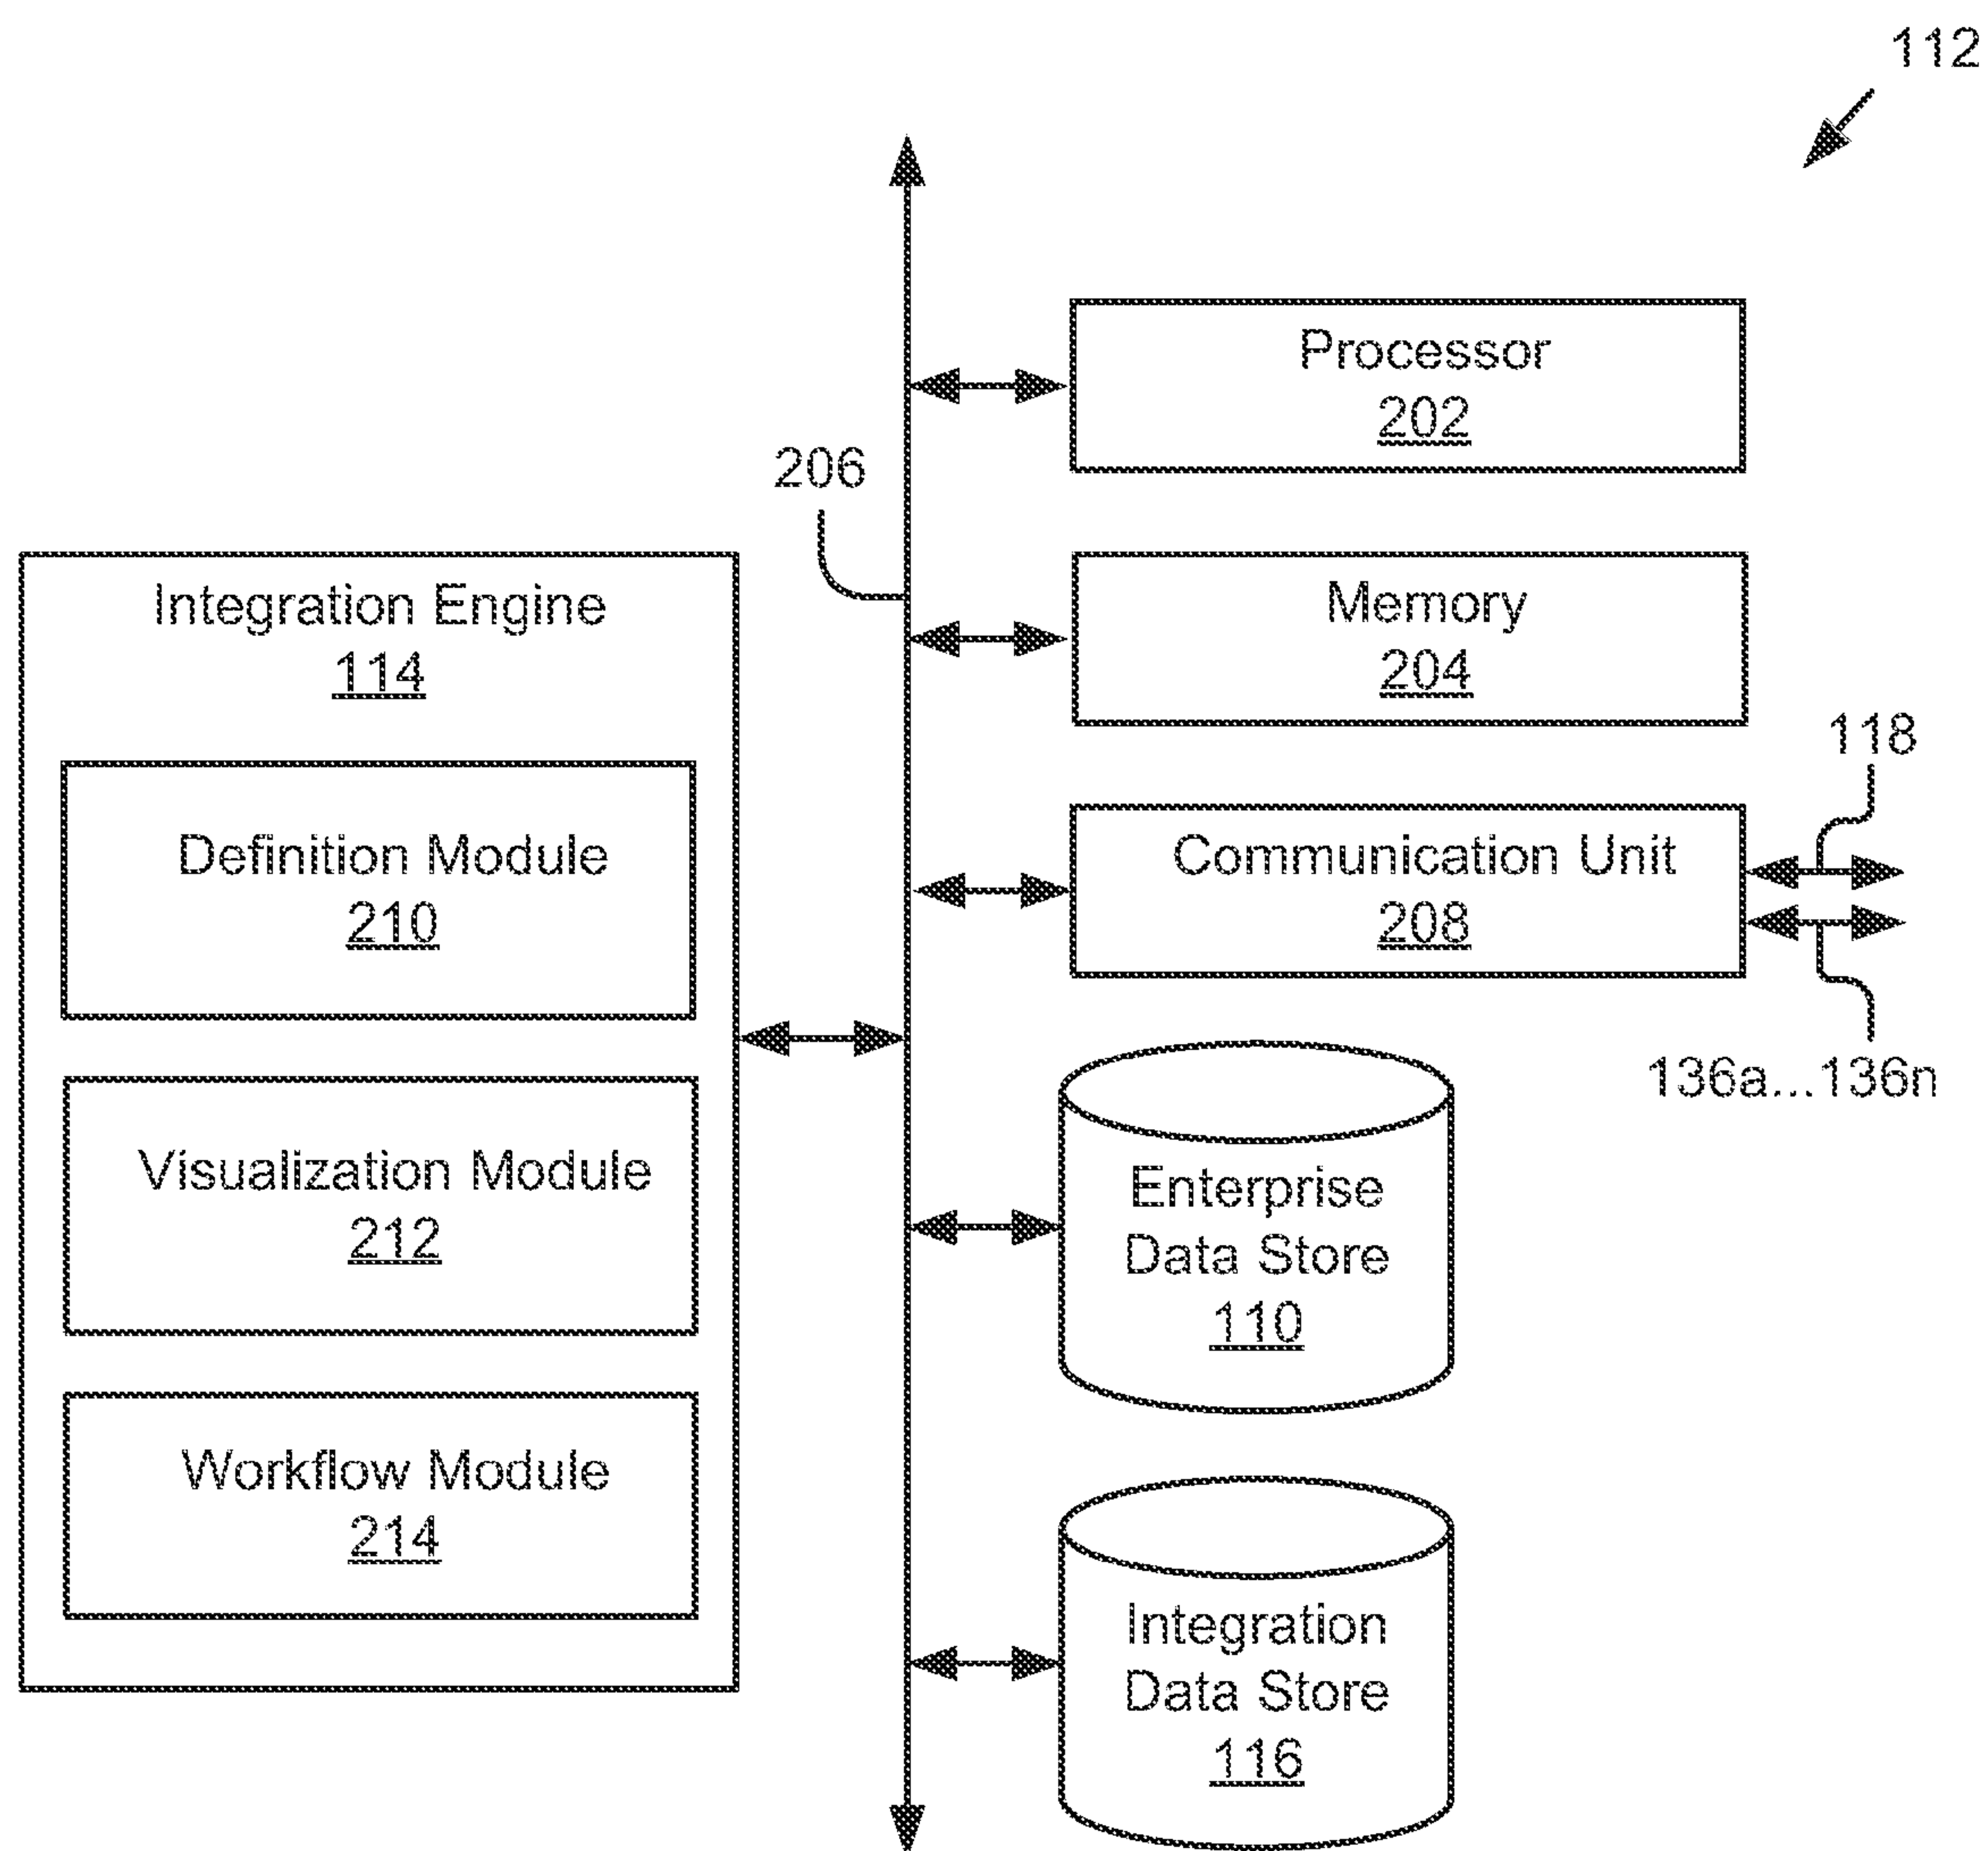 112
Processor
202
206
Memory
204
Integration Engine
114
118
Definition Module
210
Communication Unit
208
136a...136n
Visualization Module
212
Enterprise
Data Store
110
Workflow Module
214
Integration
Data Store
116